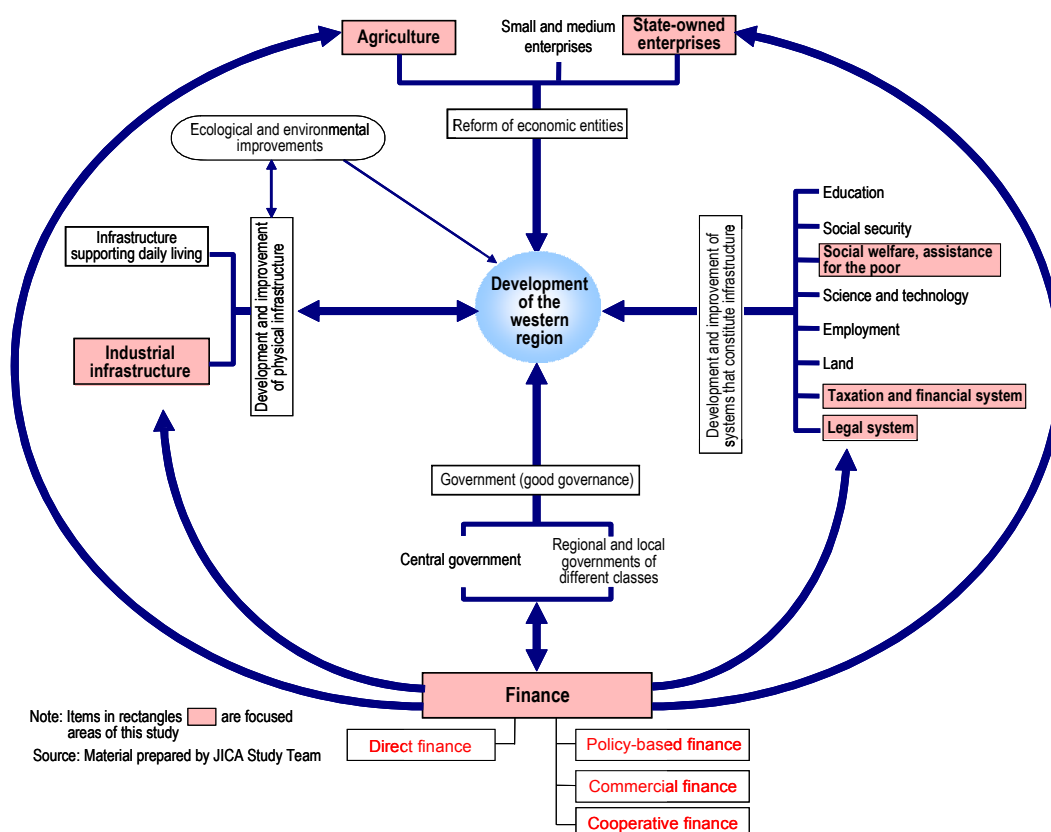 Agriculture
Small and medium
enterprises
State-owned
enterprises
Reform of economic entities
Ecological and environmental
improvements
Infrastructure
supporting daily living
Industrial
infrastructure
Development and improvement
of physical infrastructure
Development
of the
western
region
Development and improvement of
systems that constitute infrastructure
Education
Social security
Social welfare, assistance
for the poor
Science and technology
Employment
Land
Taxation and financial system
Legal system
Government (good governance)
Central government
Regional and local
governments of
different classes
Finance
Direct finance
Policy-based finance
Commercial finance
Cooperative finance
Note: Items in rectangles are focused
areas of this study
Source: Material prepared by JICA Study Team